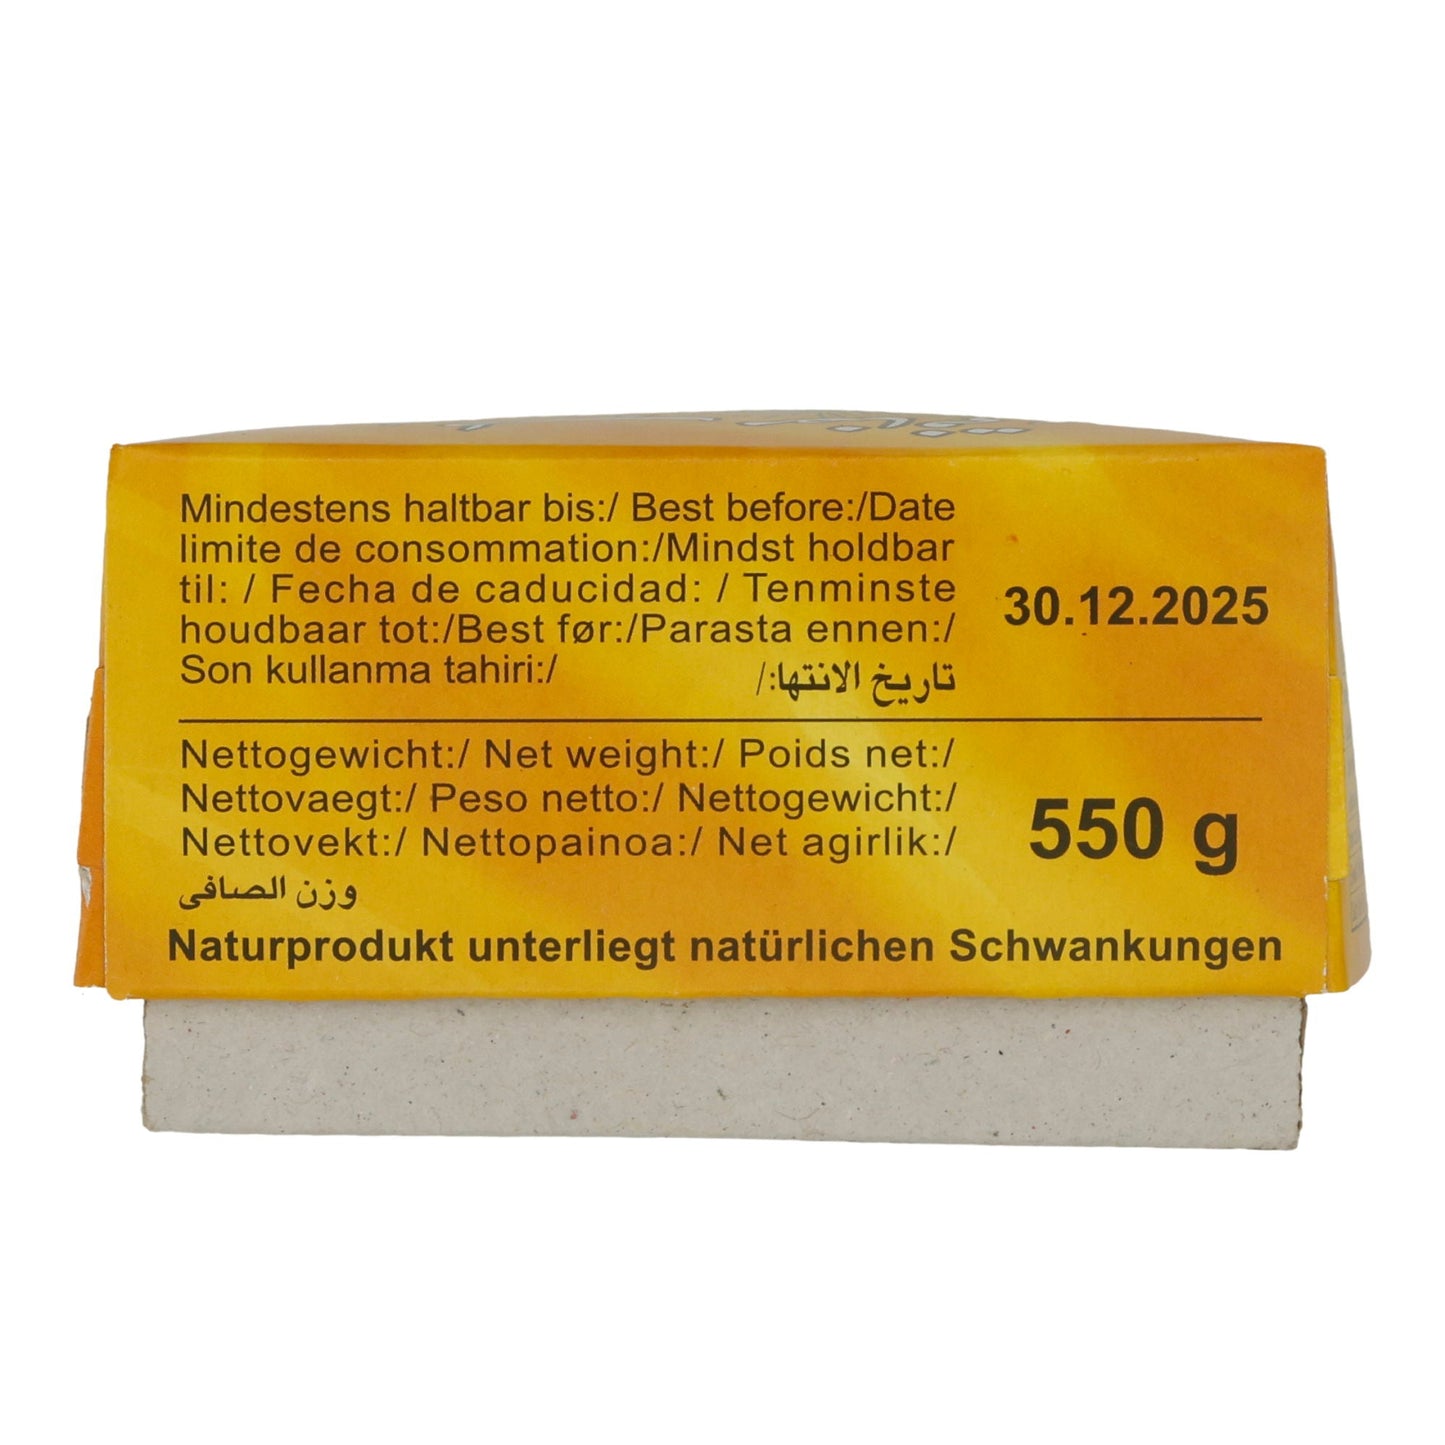 Mindestens haltbar bis:/ Best before:/Date
limite de consommation:/Mindst holdbar
til: / Fecha de caducidad: / Tenminste
houdbaar tot:/Best før:/Parasta ennen:/
Son kullanma tahiri:/ تاريخ الانتها:/
30.12.2025
Nettogewicht:/ Net weight:/ Poids net:/
Nettovaegt:/ Peso netto:/ Nettogewicht:/
Nettovekt:/ Nettopainoa:/ Net agirlik:/
وزن الصافى
550 g
Naturprodukt unterliegt natürlichen Schwankungen